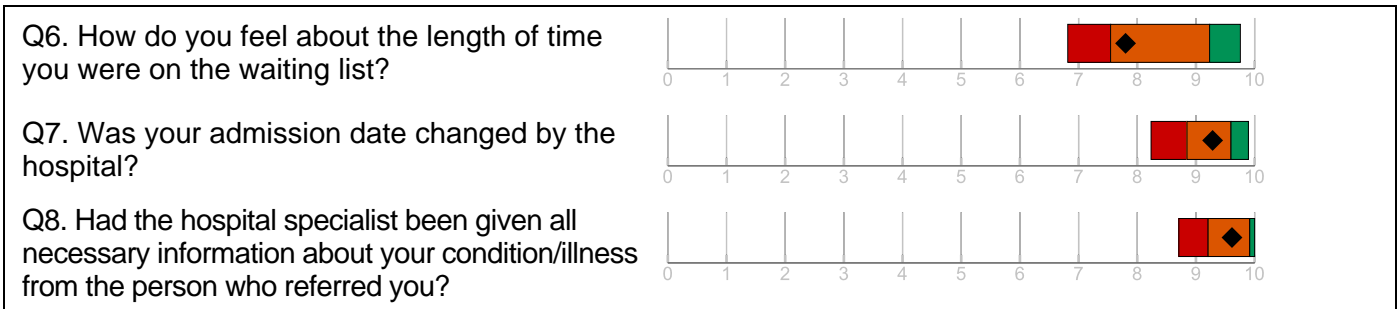 Q6. How do you feel about the length of time
you were on the waiting list?
0 1 2 3 4 5 6 7 8 9 10
Q7. Was your admission date changed by the
hospital?
0 1 2 3 4 5 6 7 8 9 10
Q8. Had the hospital specialist been given all
necessary information about your condition/illness
from the person who referred you?
0 1 2 3 4 5 6 7 8 9 10